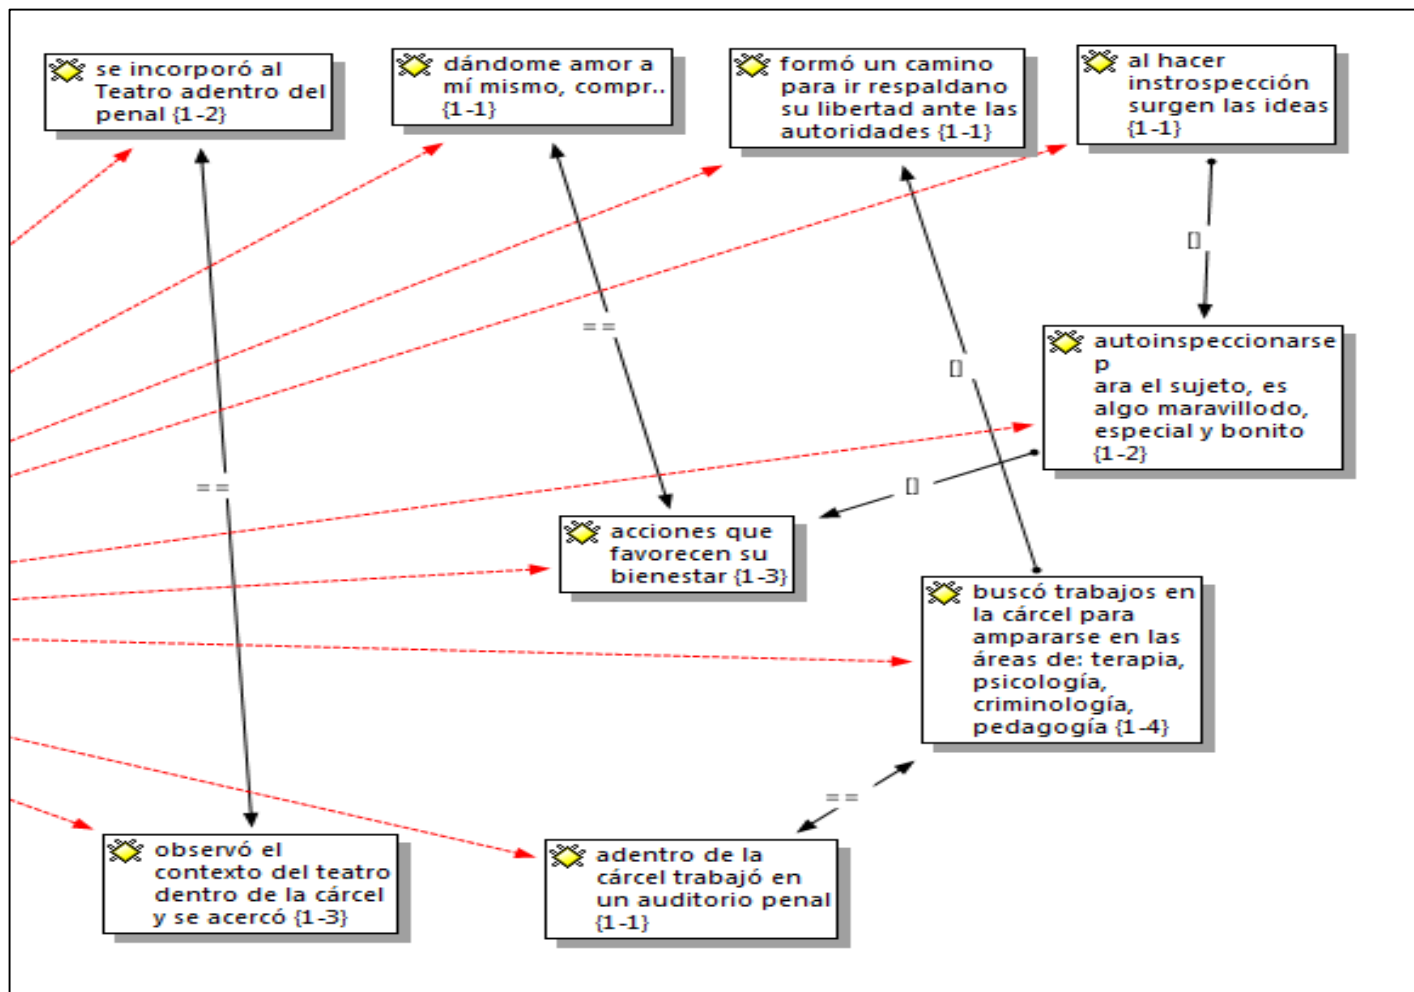 se incorporó al
Teatro adentro del
penal {1-2}
dándome amor a
mí mismo, compr..
{1-1}
formó un camino
para ir respaldano
su libertad ante las
autoridades {1-1}
al hacer
instrospección
surgen las ideas
{1-1}
[]
==
[]
autoinspeccionarse
p
ara el sujeto, es
algo maravillodo,
especial y bonito
{1-2}
==
[]
acciones que
favorecen su
bienestar {1-3}
buscó trabajos en
la cárcel para
ampararse en las
áreas de: terapia,
psicología,
criminología,
pedagogía {1-4}
==
observó el
contexto del teatro
dentro de la cárcel
y se acercó {1-3}
adentro de la
cárcel trabajó en
un auditorio penal
{1-1}